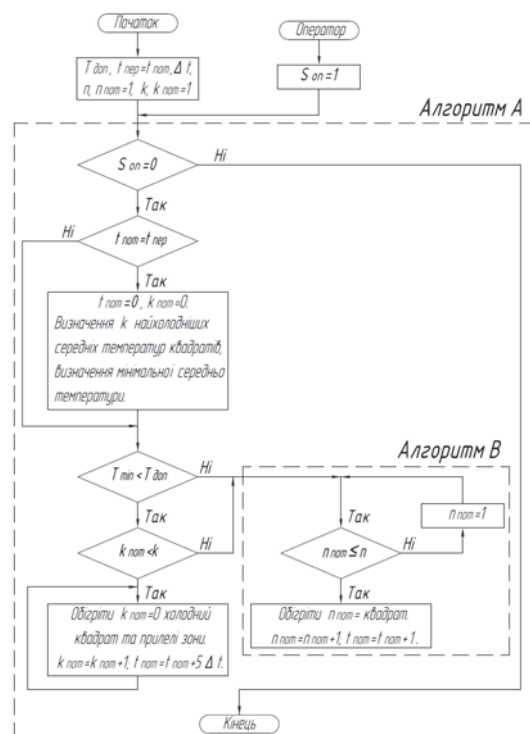 Початок
Оператор
T доп, t пер=t пот, Δ t,
n, n пот=1, k, k пот=1
S оп=1
Алгоритм А
S оп=0
Ні
Так
Ні
t пот=t пер
Так
t пот=0, k пот=0.
Визначення k найхолодніших
середніх температур квадратів,
визначення мінімальної середньо
температури.
Алгоритм В
T min < T доп
Ні
Так
n пот=1
Так
k пот<k
Ні
n пот≤n
Ні
Так
Так
Обігріти k пот=0 холодний
квадрат та прилелі зони.
k пот=k пот+1, t пот=t пот+5 Δ t.
Обігріти n пот= квадрат.
n пот=n пот+1, t пот=t пот+1.
Кінець